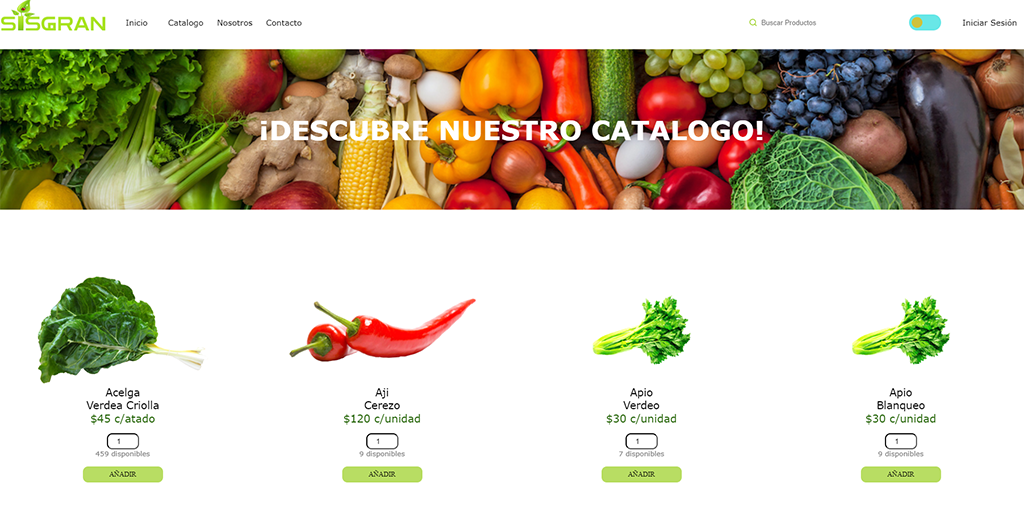 SISGRAN
Inicio
Catalogo
Nosotros
Contacto
Buscar Productos
Iniciar Sesión
¡DESCUBRE NUESTRO CATALOGO!
Acelga
Verdea Criolla
$45 c/atado
1
459 disponibles
AÑADIR
Aji
Cerezo
$120 c/unidad
1
9 disponibles
AÑADIR
Apio
Verdeo
$30 c/unidad
1
7 disponibles
AÑADIR
Apio
Blanqueo
$30 c/unidad
1
9 disponibles
AÑADIR